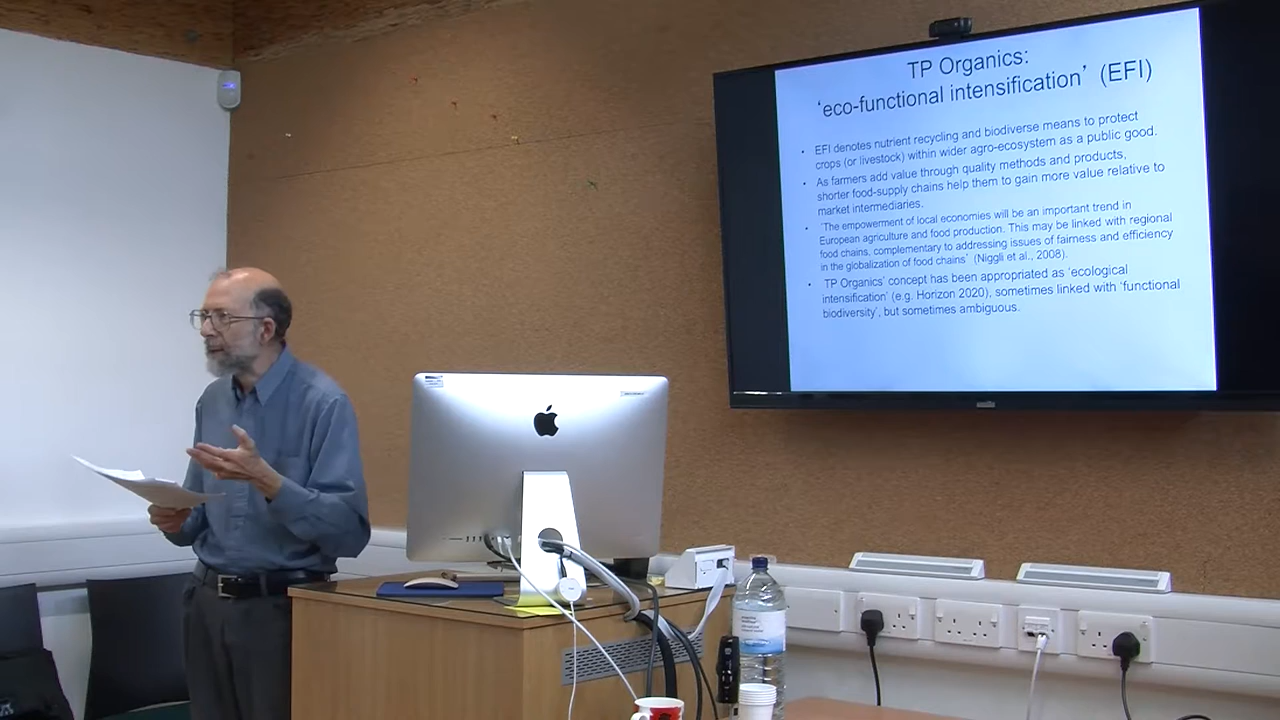 TP Organics:
‘eco-functional intensification’ (EFI)
• EFI denotes nutrient recycling and biodiverse means to protect
crops (or livestock) within wider agro-ecosystem as a public good.
• As farmers add value through quality methods and products,
shorter food-supply chains help them to gain more value relative to
market intermediaries.
• ‘The empowerment of local economies will be an important trend in
European agriculture and food production. This may be linked with regional
food chains, complementary to addressing issues of fairness and efficiency
in the globalization of food chains’ (Niggli et al., 2008).
• TP Organics’ concept has been appropriated as ‘ecological
intensification’ (e.g. Horizon 2020), sometimes linked with ‘functional
biodiversity’, but sometimes ambiguous.